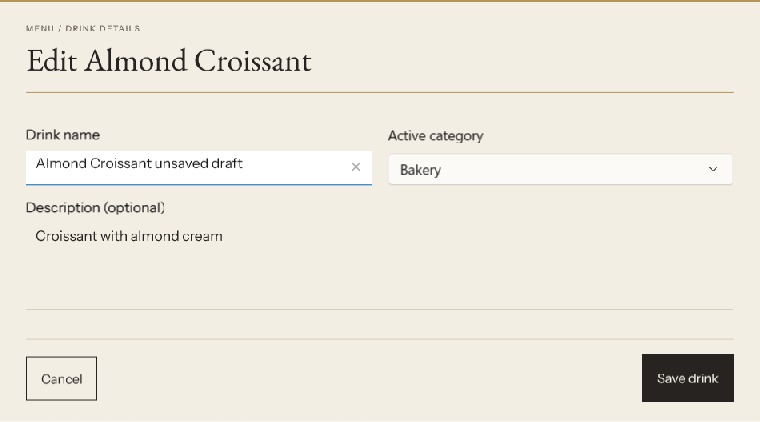 MENU / DRINK DETAILS
Edit Almond Croissant
Drink name
Active category
Almond Croissant unsaved draft
Bakery
Description (optional)
Croissant with almond cream
Cancel
Save drink